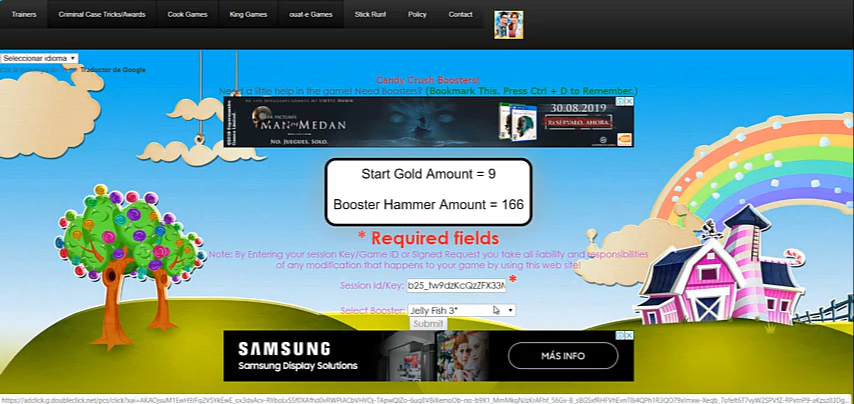 Trainers Criminal Case Tricks/Awards Cook Games King Games ouat-e Games Stick Run! Policy Contact
Seleccionar idioma
Traductor de Google
Candy Crush Boosters!
Need a little help in the game! Need Boosters? (Bookmark This. Press Ctrl + D to Remember.)
MAN OF MEDAN
NO. JUEGUES. SOLO.
30.08.2019
RESÉRVALO AHORA
Start Gold Amount = 9
Booster Hammer Amount = 166
* Required fields
Note: By Entering your session Key/Game ID or Signed Request you take all liability and responsibilities
of any modification that happens to your game by using this web site!
Session Id/Key: b25_fw9dzKcQzZFX33M *
Select Booster: Jelly Fish 3*
Submit
SAMSUNG
Samsung Display Solutions
MÁS INFO